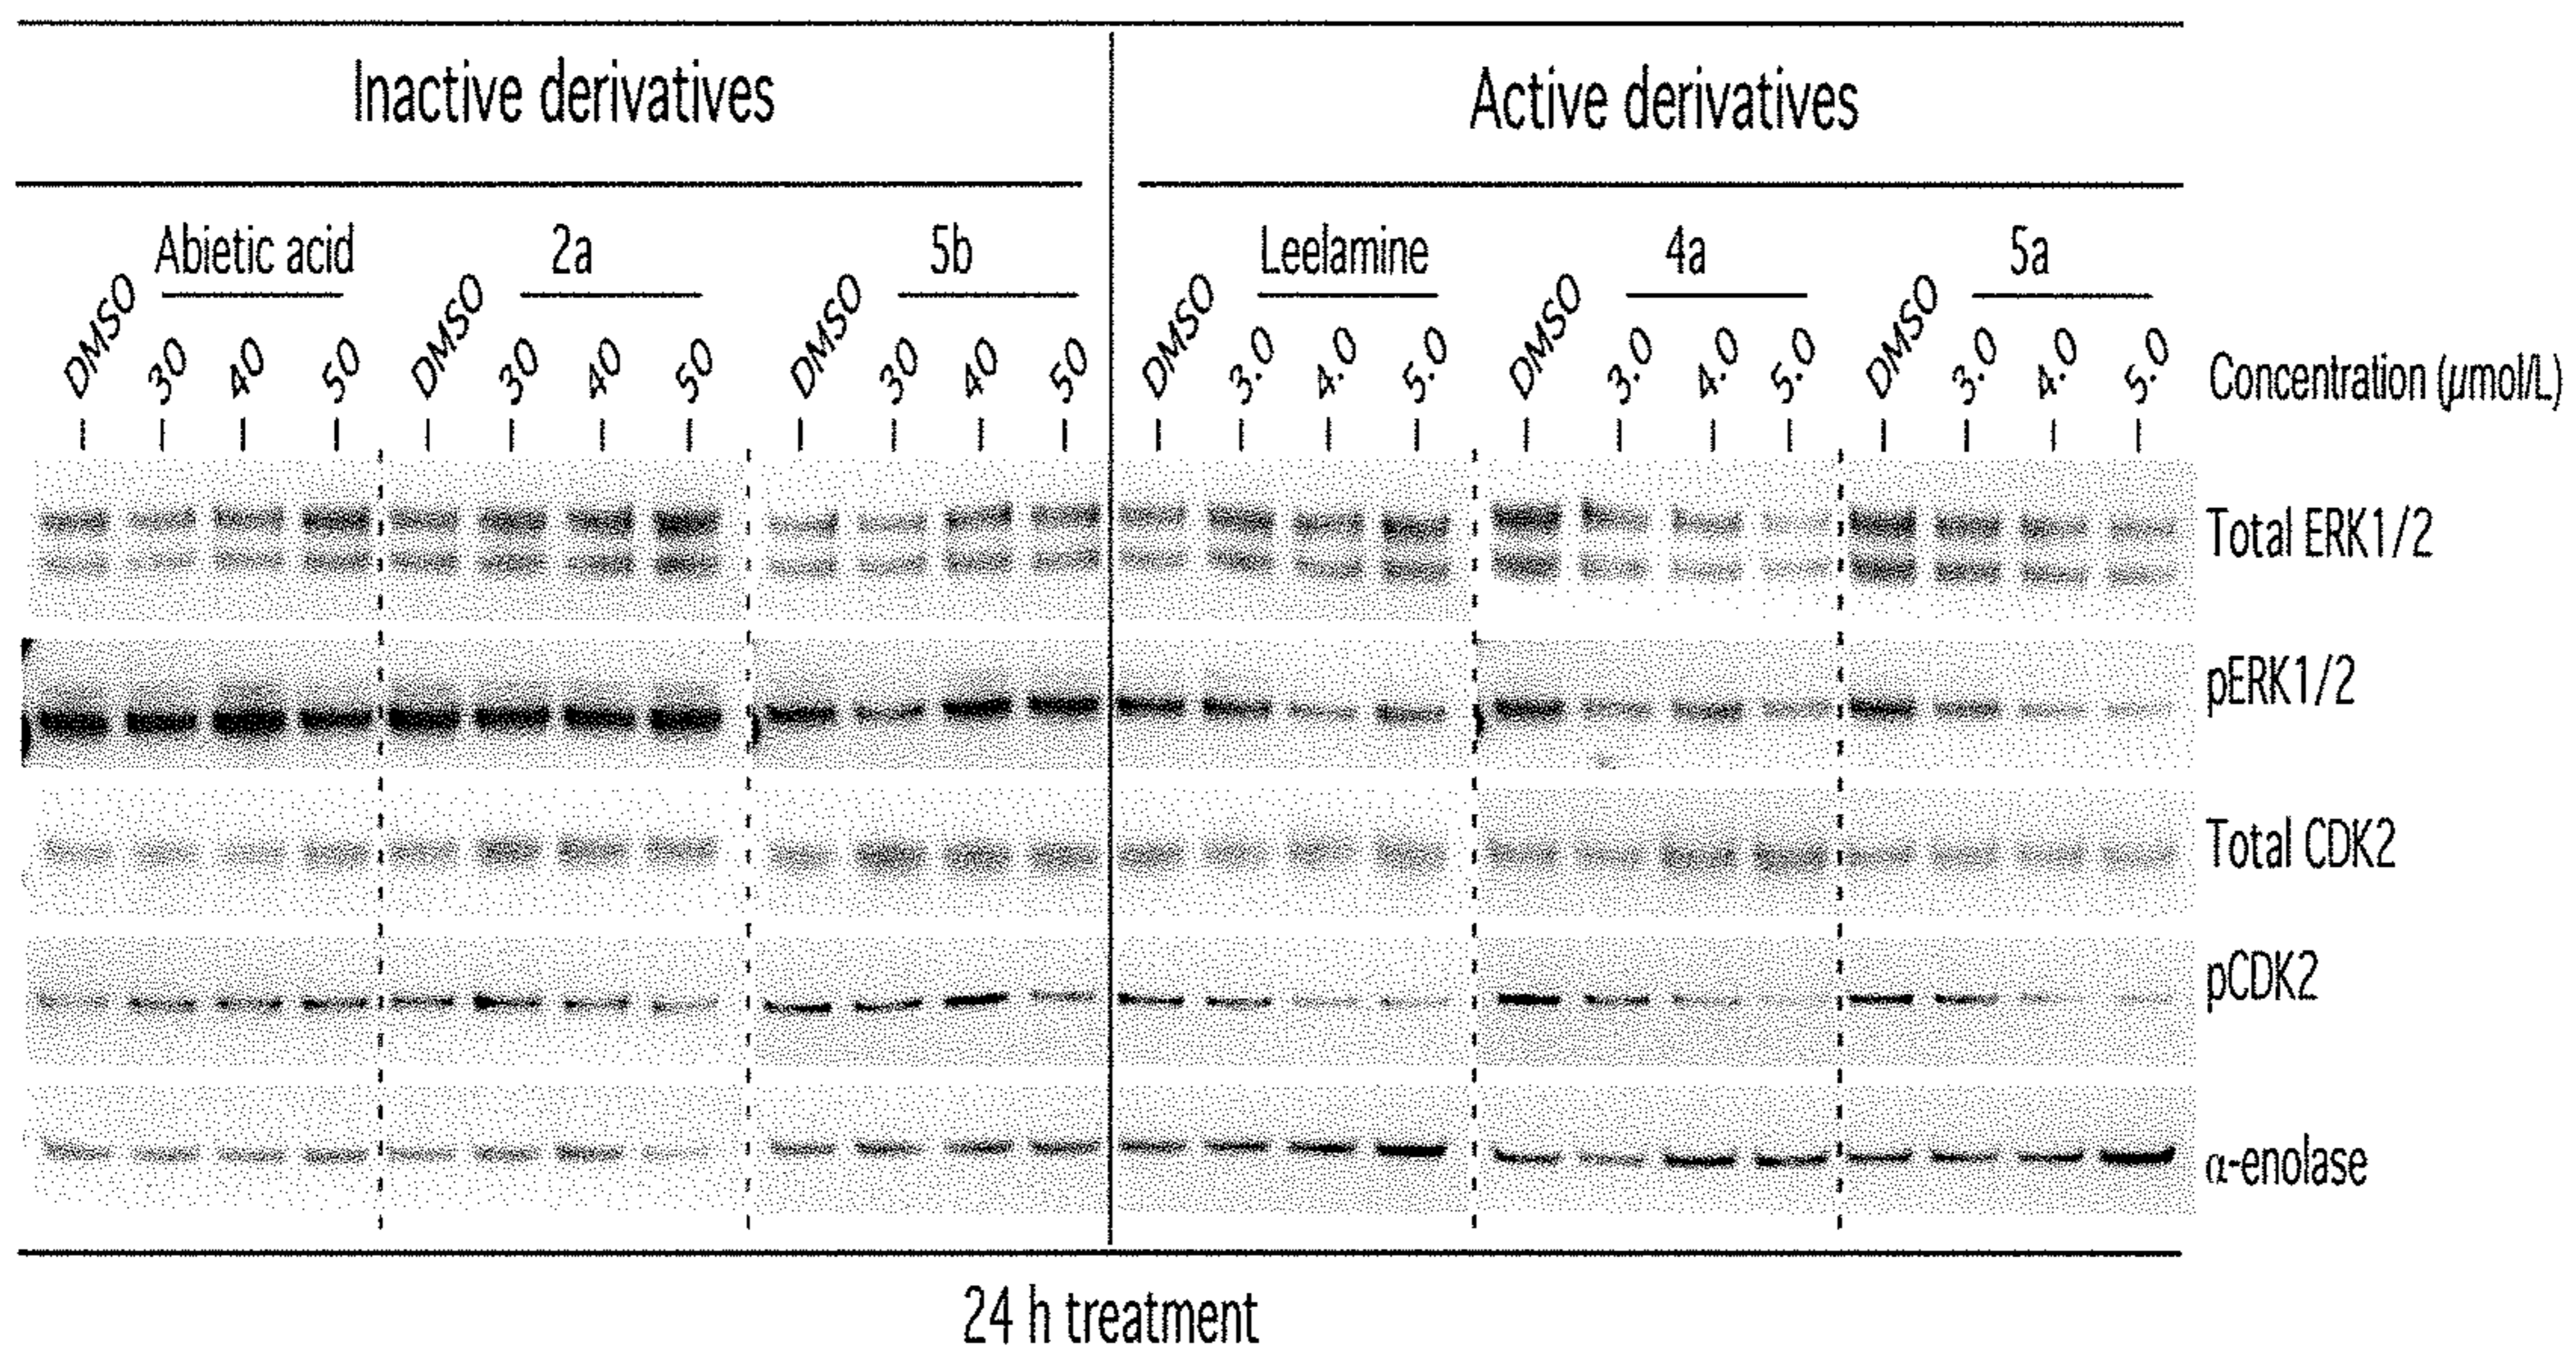 Inactive derivatives Active derivatives
Abietic acid 2a 5b Leelamine 4a 5a
DMSO 30 40 50 DMSO 30 40 50 DMSO 30 40 50 DMSO 3.0 4.0 5.0 DMSO 3.0 4.0 5.0 DMSO 3.0 4.0 5.0 Concentration (µmol/L)
Total ERK1/2
pERK1/2
Total CDK2
pCDK2
α-enolase
24 h treatment